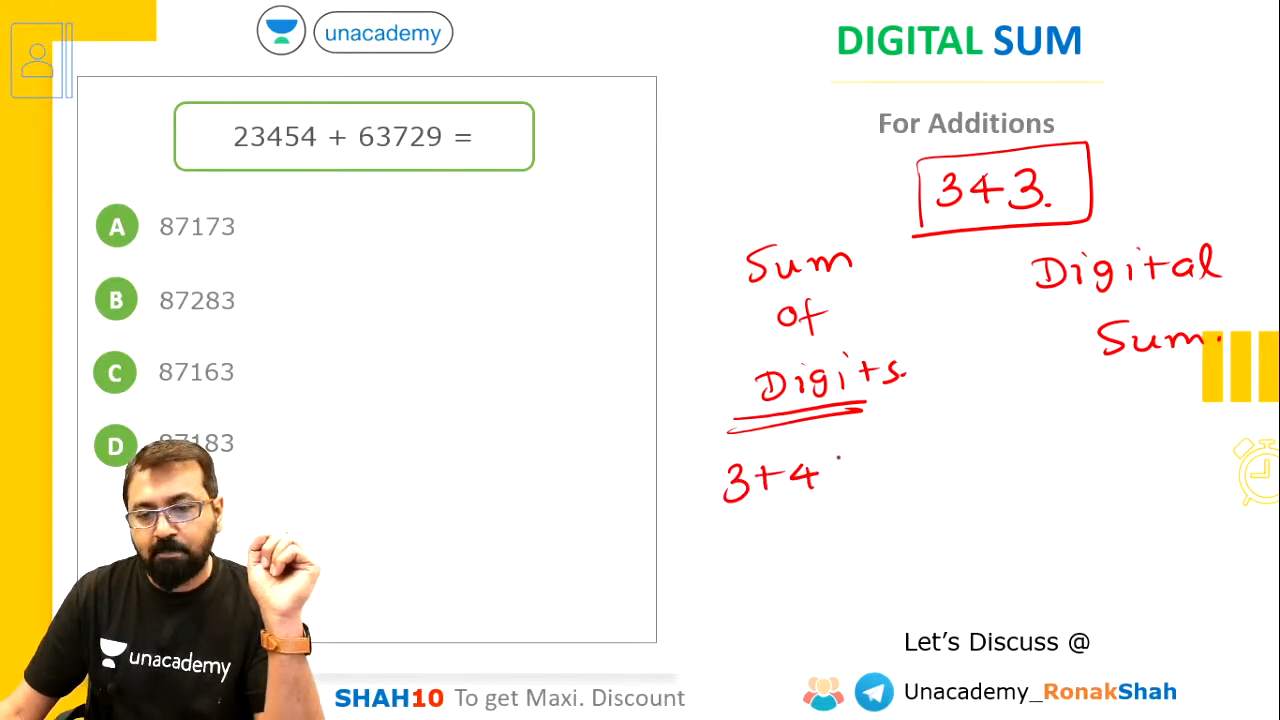 unacademy
DIGITAL SUM
23454 + 63729 =
For Additions
343.
A 87173
B 87283
C 87163
D 87183
Sum
of
Digits.
Digital
Sum.
3+4
unacademy
Let's Discuss @
SHAH10 To get Maxi. Discount
Unacademy_RonakShah